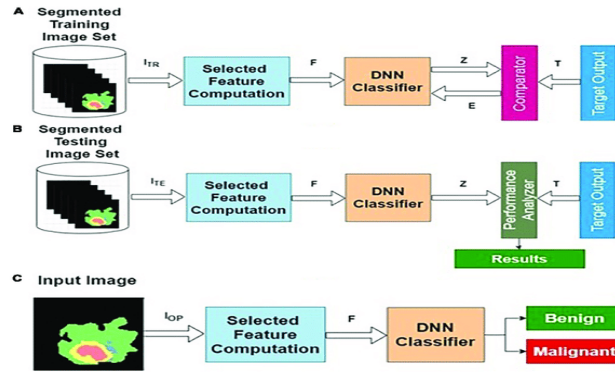 A
Segmented
Training
Image Set
I_TR
Selected
Feature
Computation
F
DNN
Classifier
Z
E
Comparator
T
Target Output
B
Segmented
Testing
Image Set
I_TE
Selected
Feature
Computation
F
DNN
Classifier
Z
Performance
Analyzer
T
Target Output
Results
C
Input Image
I_OP
Selected
Feature
Computation
F
DNN
Classifier
Benign
Malignant